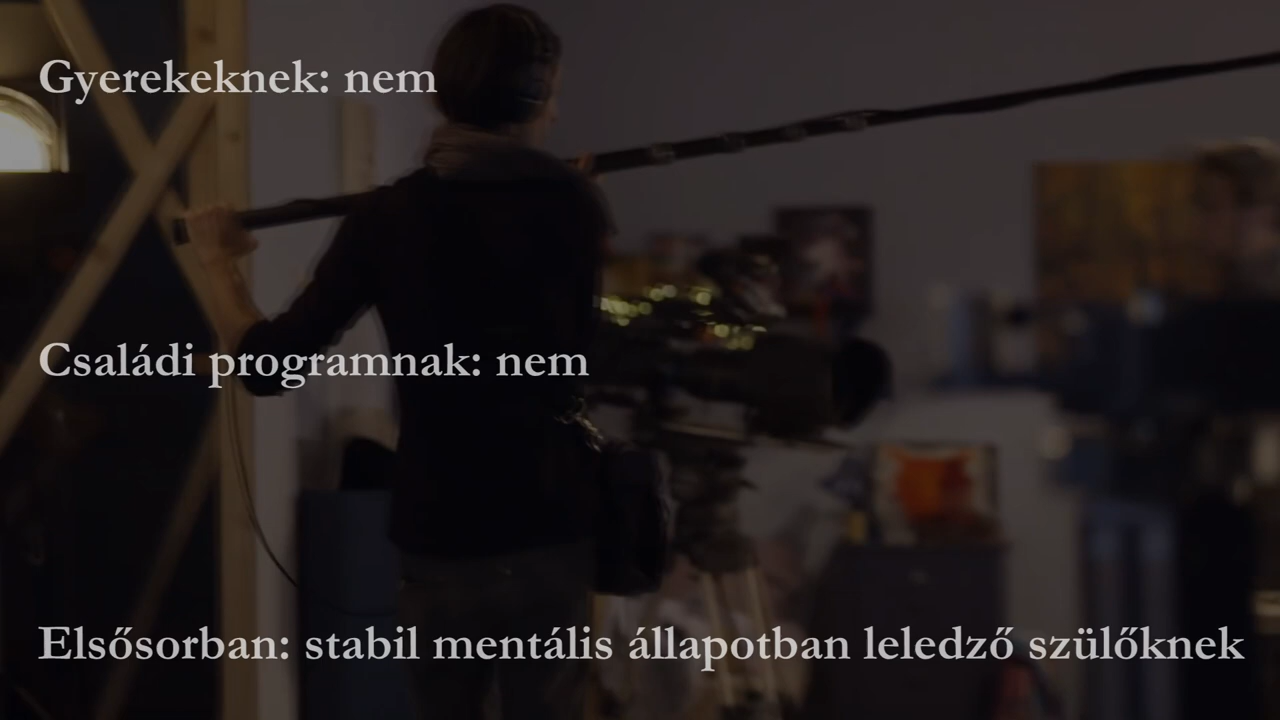 Gyerekeknek: nem
Családi programnak: nem
Elsősorban: stabil mentális állapotban leledző szülőknek